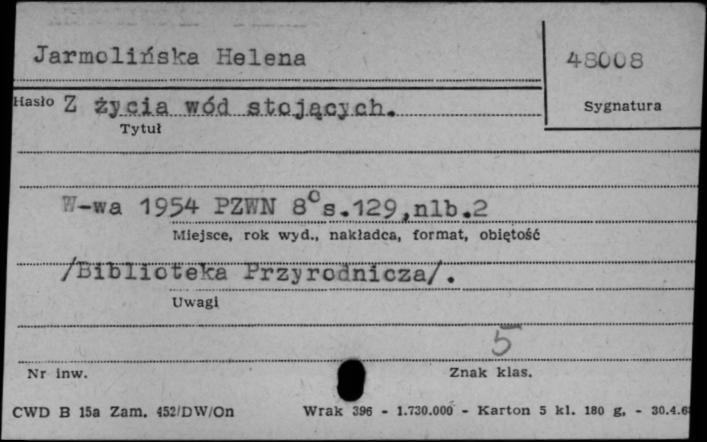 Jarmolińska Helena
48008
Hasło Z życia wód stojących.
Sygnatura
Tytuł
W-wa 1954 PZWN 8° s.129,nlb.2
Miejsce, rok wyd., nakładca, format, objętość
/Biblioteka Przyrodnicza/.
Uwagi
5
Nr inw.
Znak klas.
CWD B 15a Zam. 452/DW/On Wrak 396 - 1.730.000 - Karton 5 kl. 180 g. - 30.4.6